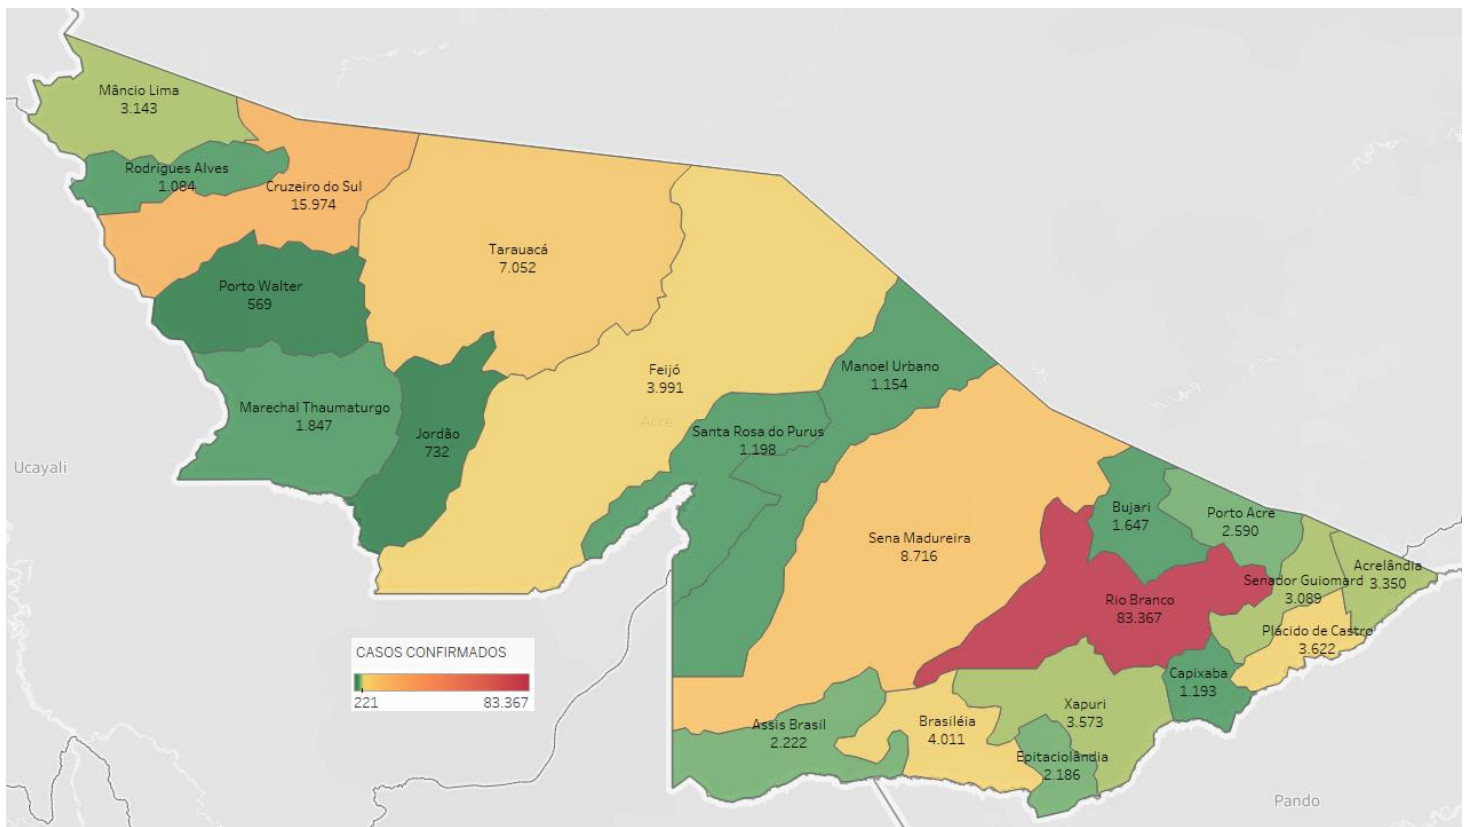 Mâncio Lima
3.143
Rodrigues Alves
1.084
Cruzeiro do Sul
15.974
Tarauacá
7.052
Porto Walter
569
Feijó
3.991
Manoel Urbano
1.154
Acre
Marechal Thaumaturgo
1.847
Jordão
732
Santa Rosa do Purus
1.198
Ucayali
Sena Madureira
8.716
Bujari
1.647
Porto Acre
2.590
Acrelândia
3.350
Senador Guiomard
3.089
Rio Branco
83.367
Plácido de Castro
3.622
Capixaba
1.193
Xapuri
3.573
Assis Brasil
2.222
Brasiléia
4.011
Epitaciolândia
2.186
Pando
CASOS CONFIRMADOS
221 83.367